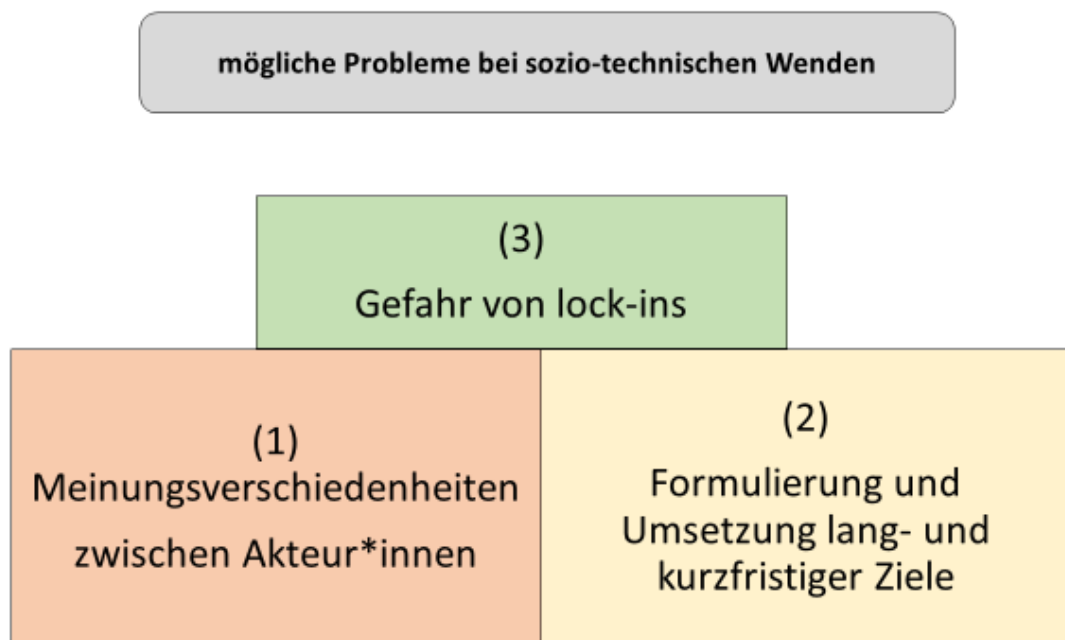 mögliche Probleme bei sozio-technischen Wenden
(3)
Gefahr von lock-ins
(1)
Meinungsverschiedenheiten
zwischen Akteur*innen
(2)
Formulierung und
Umsetzung lang- und
kurzfristiger Ziele